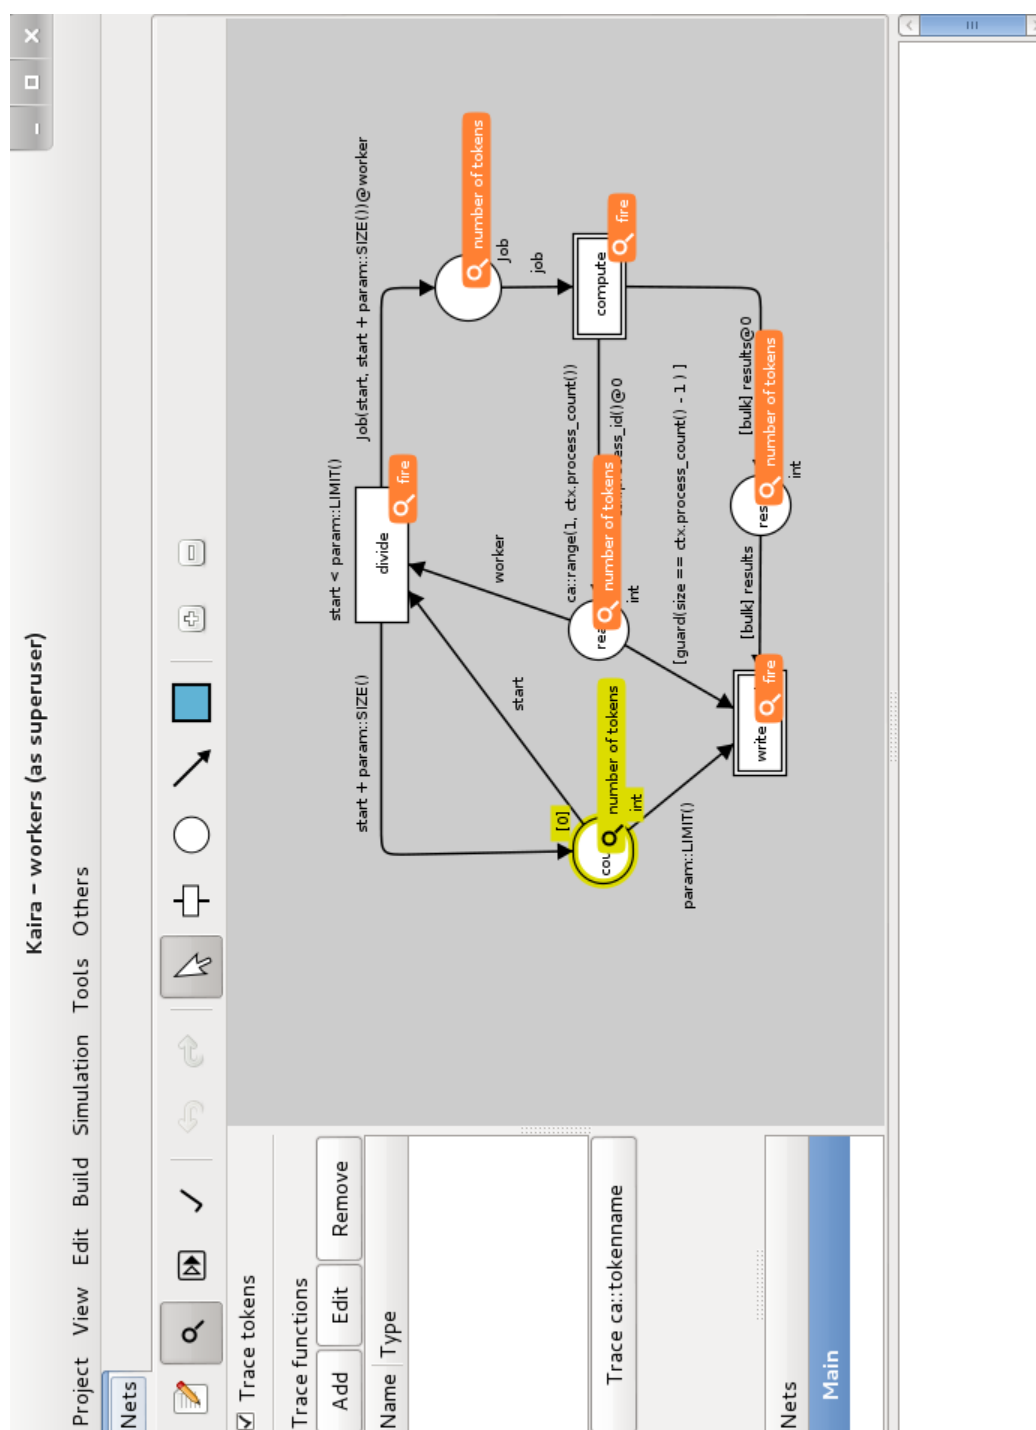 Kaira – workers (as superuser)
Project View Edit Build Simulation Tools Others
Nets
Trace tokens
Trace functions
Add Edit Remove
Name Type
Trace ca::tokenname
Nets
Main
start < param::LIMIT()
Job(start, start + param::SIZE())@worker
start + param::SIZE()
divide
fire
number of tokens
Job
job
start
worker
ca::range(1, ctx.process_count())
compute
fire
[0]
number of tokens
int
number of tokens
int
[guard(size == ctx.process_count() - 1 ) ]
param::LIMIT()
write
fire
[bulk] results
[bulk] results@0
number of tokens
int